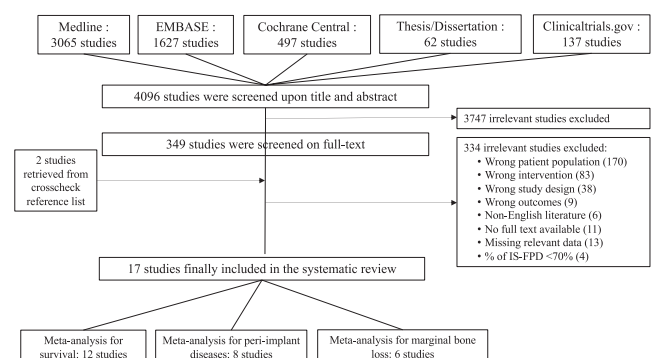 Medline :
3065 studies
EMBASE :
1627 studies
Cochrane Central :
497 studies
Thesis/Dissertation :
62 studies
Clinicaltrials.gov :
137 studies
4096 studies were screened upon title and abstract
3747 irrelevant studies excluded
349 studies were screened on full-text
2 studies
retrieved from
crosscheck
reference list
334 irrelevant studies excluded:
• Wrong patient population (170)
• Wrong intervention (83)
• Wrong study design (38)
• Wrong outcomes (9)
• Non-English literature (6)
• No full text available (11)
• Missing relevant data (13)
• % of IS-FPD <70% (4)
17 studies finally included in the systematic review
Meta-analysis for
survival: 12 studies
Meta-analysis for peri-implant
diseases: 8 studies
Meta-analysis for marginal bone
loss: 6 studies